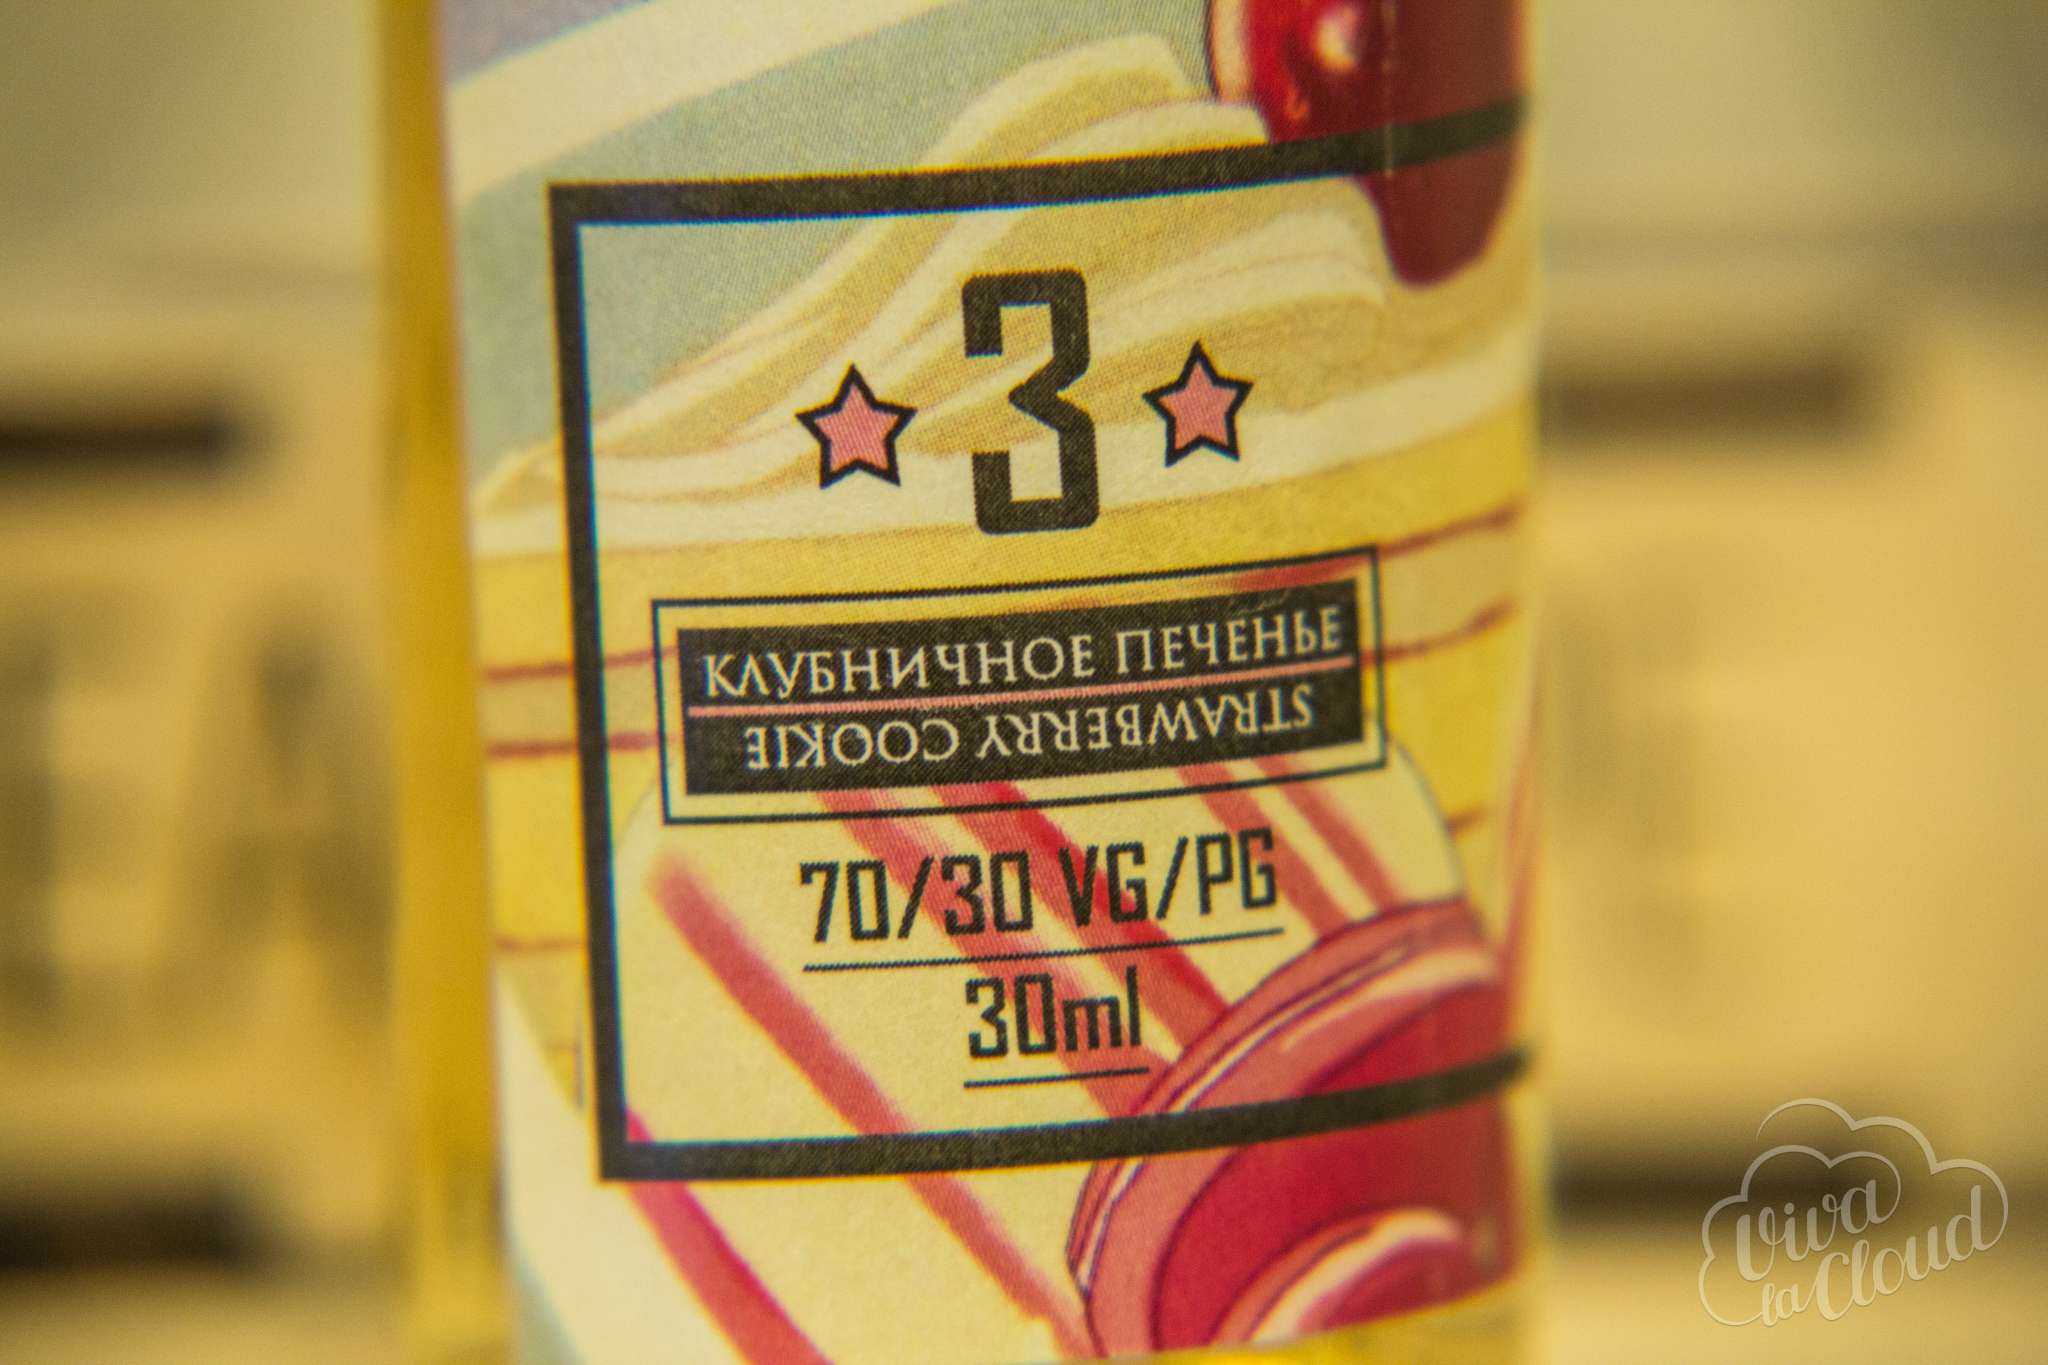 3
КЛУБНИЧНОЕ ПЕЧЕНЬЕ
STRAWBERRY COOKIE
70/30 VG/PG
30ml
Viva
la Cloud